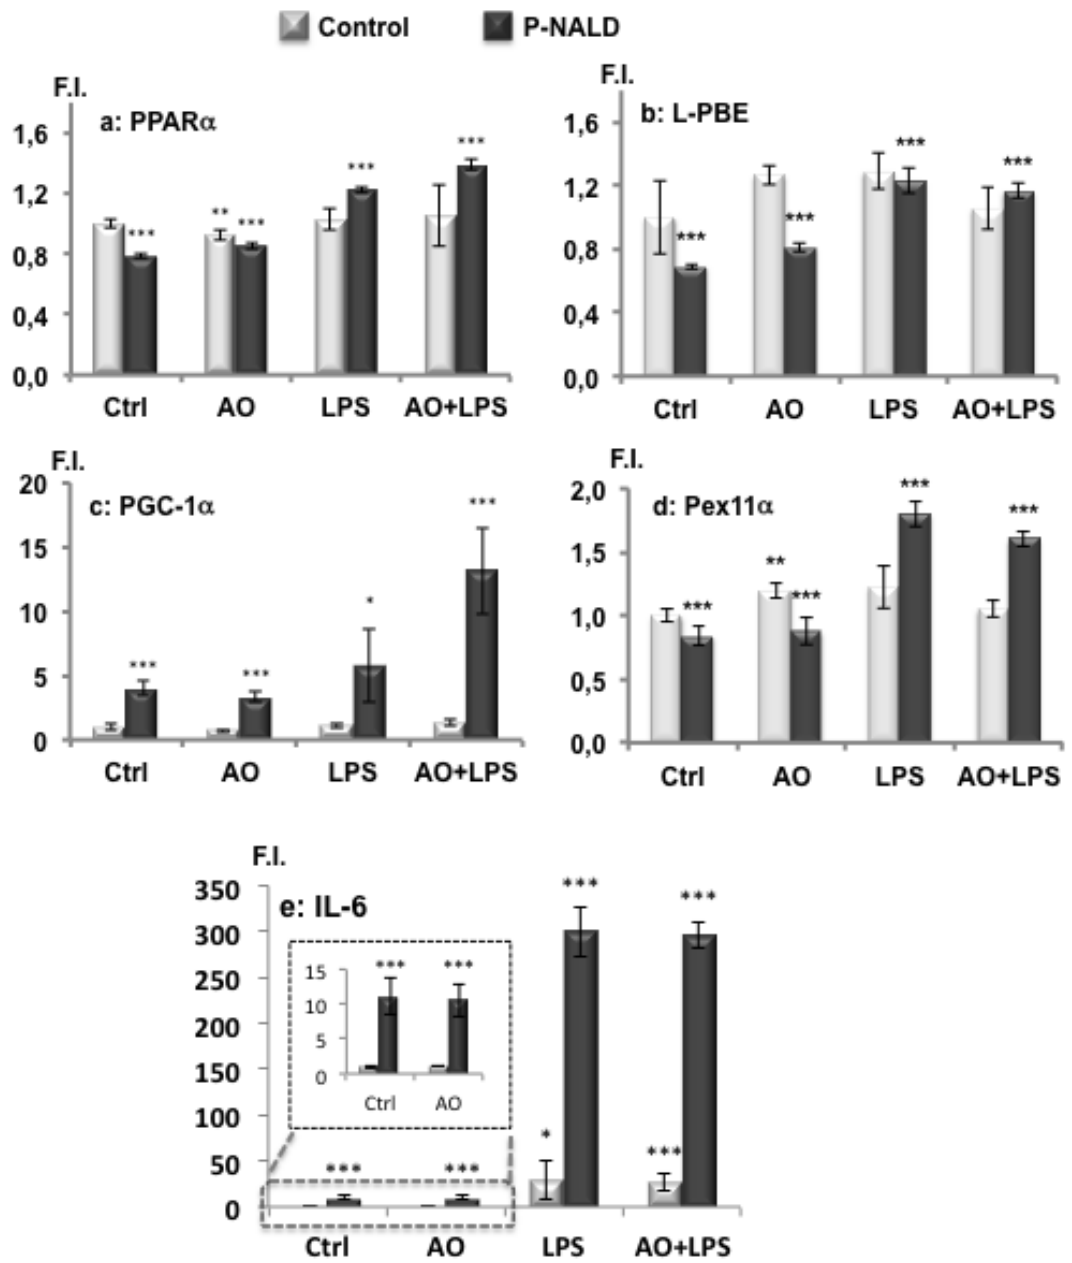 Control P-NALD
F.I.
a: PPARα
1,6
1,2
0,8
0,4
0,0
*** ** *** *** ***
Ctrl AO LPS AO+LPS
F.I.
b: L-PBE
1,6
1,2
0,8
0,4
0,0
*** *** *** ***
Ctrl AO LPS AO+LPS
F.I.
c: PGC-1α
20
15
10
5
0
*** *** * ***
Ctrl AO LPS AO+LPS
F.I.
d: Pex11α
2,0
1,5
1,0
0,5
0,0
*** ** *** *** ***
Ctrl AO LPS AO+LPS
F.I.
e: IL-6
350
300
250
200
150
100
50
0
15
10
5
0
*** ***
Ctrl AO
*** *** * *** *** ***
Ctrl AO LPS AO+LPS